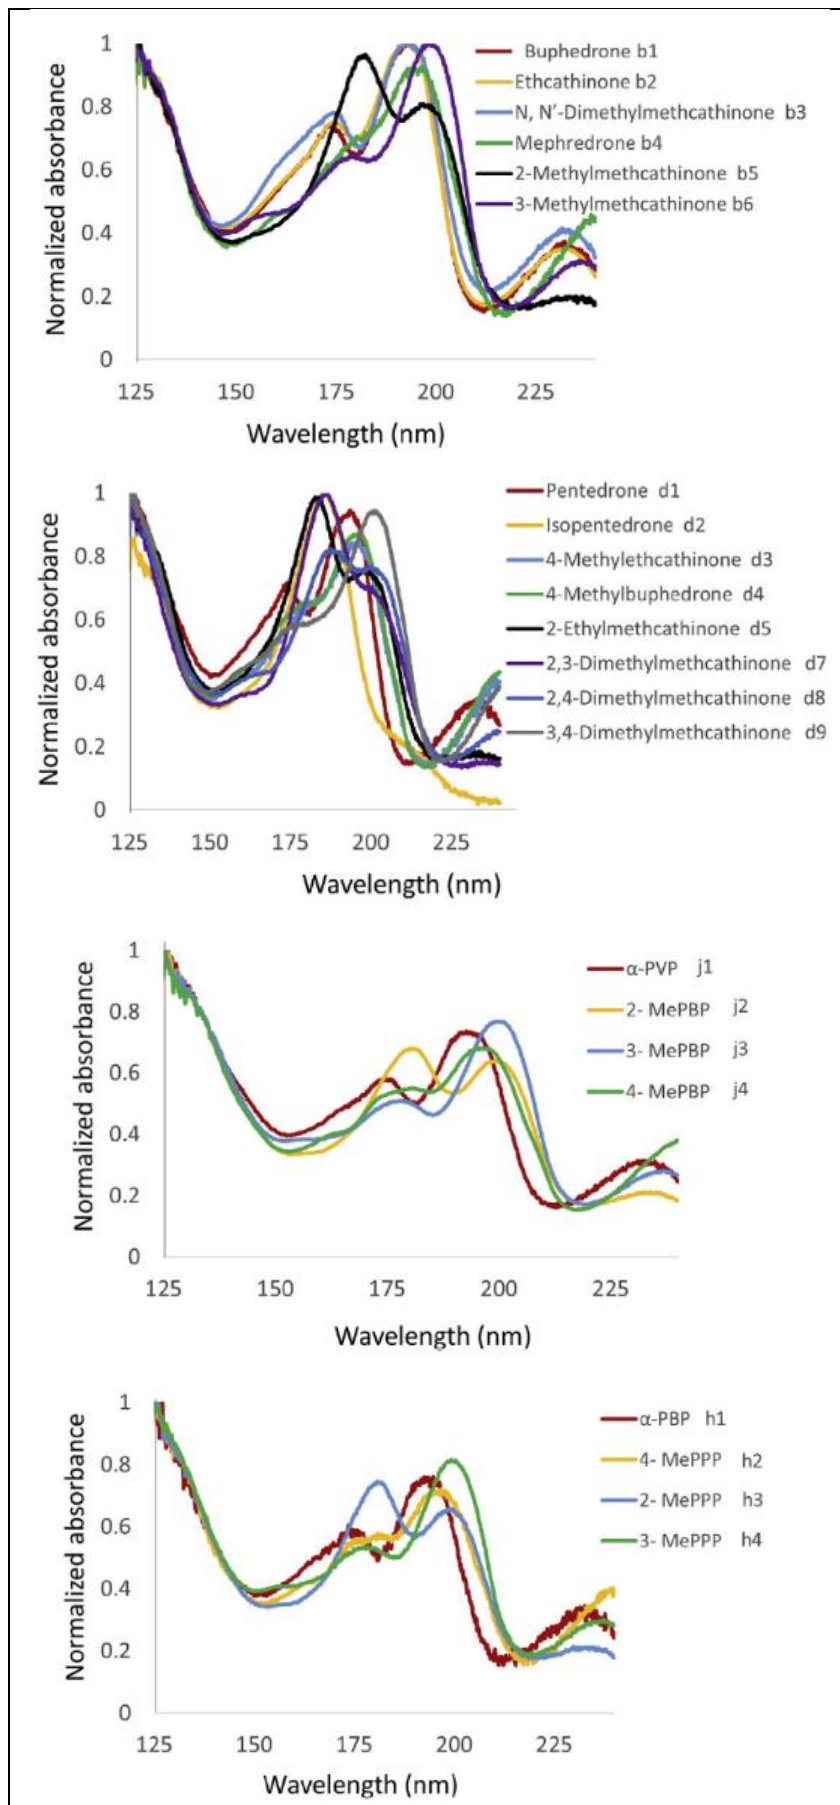 1
0.8
0.6
0.4
0.2
0
Normalized absorbance
125 150 175 200 225
Wavelength (nm)
Buphedrone b1
Ethcathinone b2
N, N′-Dimethylmethcathinone b3
Mephredrone b4
2-Methylmethcathinone b5
3-Methylmethcathinone b6
1
0.8
0.6
0.4
0.2
0
Normalized absorbance
125 150 175 200 225
Wavelength (nm)
Pentedrone d1
Isopentedrone d2
4-Methylethcathinone d3
4-Methylbuphedrone d4
2-Ethylmethcathinone d5
2,3-Dimethylmethcathinone d7
2,4-Dimethylmethcathinone d8
3,4-Dimethylmethcathinone d9
1
0.8
0.6
0.4
0.2
0
Normalized absorbance
125 150 175 200 225
Wavelength (nm)
α-PVP j1
2- MePBP j2
3- MePBP j3
4- MePBP j4
1
0.8
0.6
0.4
0.2
0
Normalized absorbance
125 150 175 200 225
Wavelength (nm)
α-PBP h1
4- MePPP h2
2- MePPP h3
3- MePPP h4